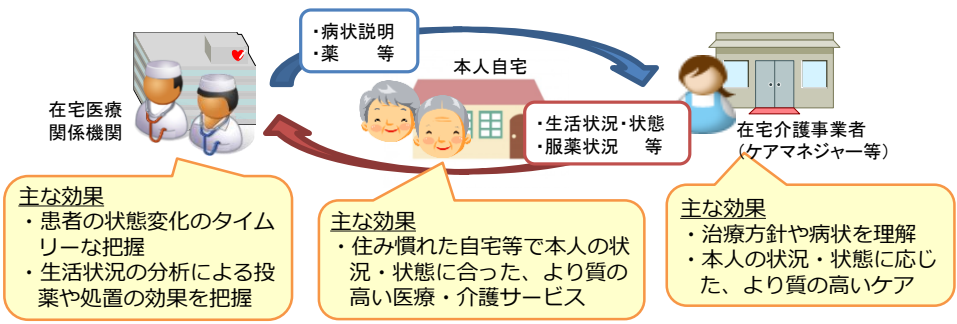 ・病状説明
・薬　　等
本人自宅
在宅医療
関係機関
・生活状況・状態
・服薬状況　　等
在宅介護事業者
（ケアマネジャー等）
主な効果
・患者の状態変化のタイム
リーな把握
・生活状況の分析による投
薬や処置の効果を把握
主な効果
・住み慣れた自宅等で本人の状
況・状態に合った、より質の
高い医療・介護サービス
主な効果
・治療方針や病状を理解
・本人の状況・状態に応じ
た、より質の高いケア